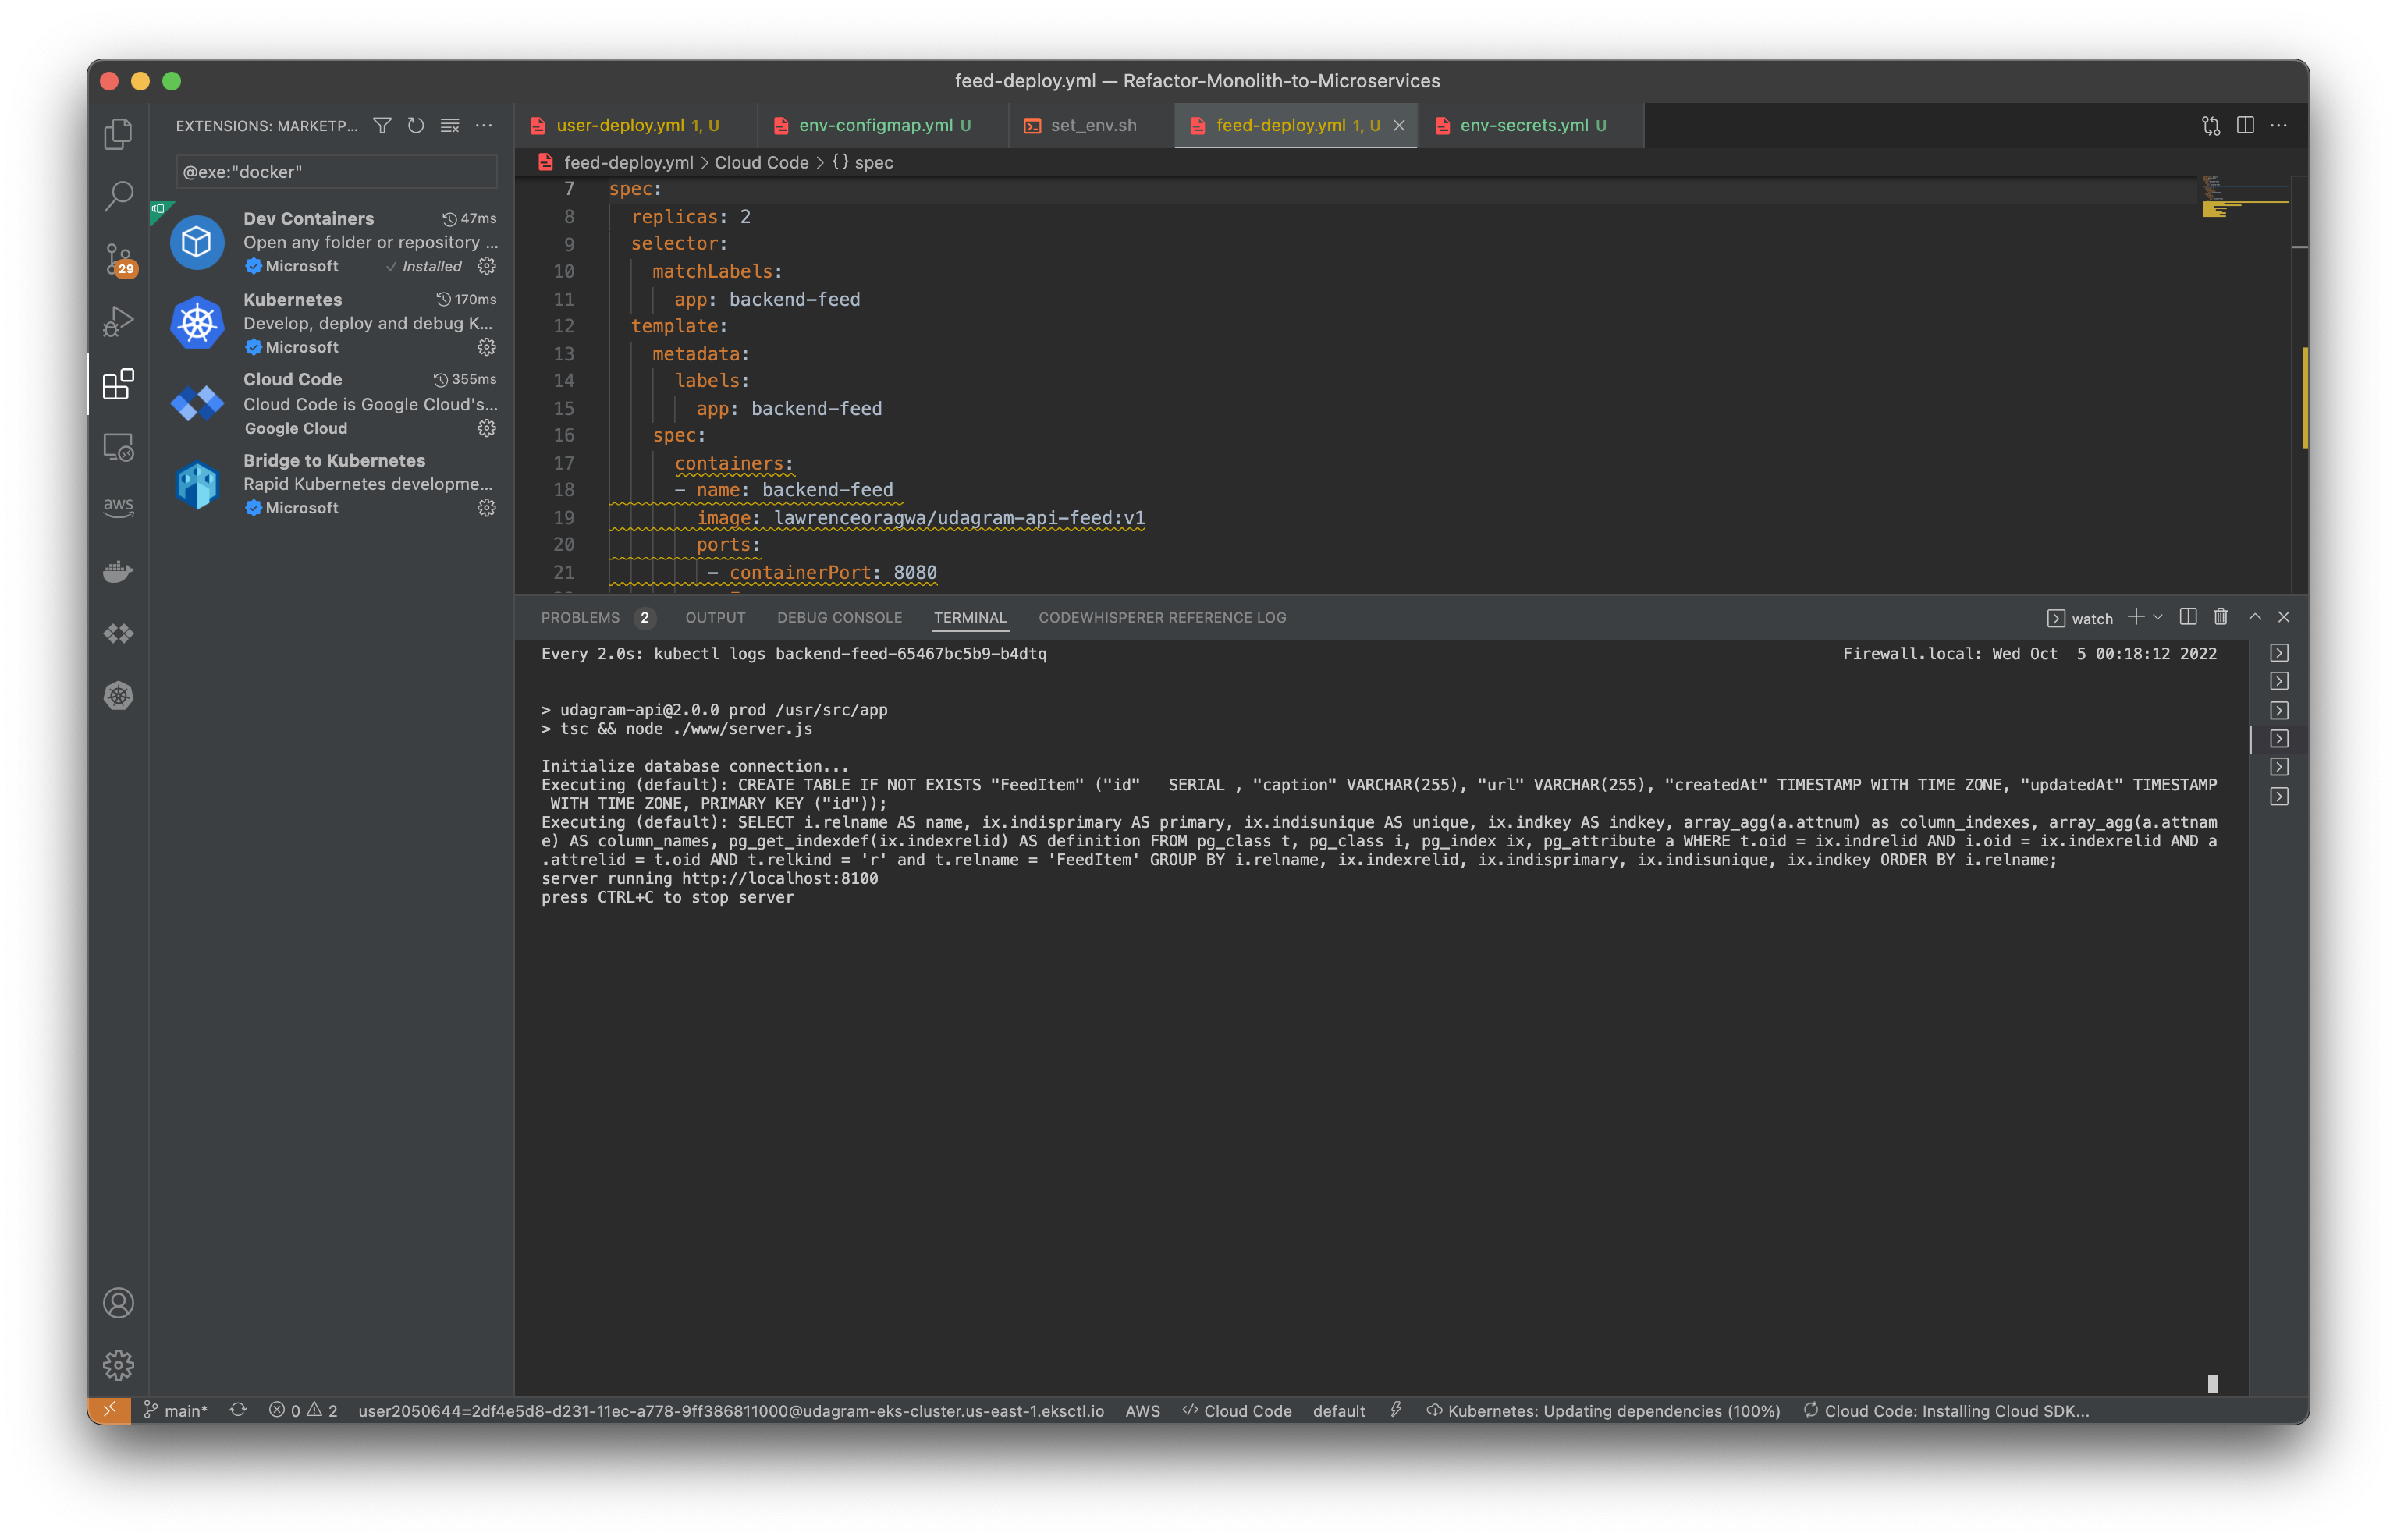 feed-deploy.yml — Refactor-Monolith-to-Microservices
EXTENSIONS: MARKETP...
user-deploy.yml 1, U
env-configmap.yml U
set_env.sh
feed-deploy.yml 1, U
env-secrets.yml U
feed-deploy.yml > Cloud Code > {} spec
@exe:"docker"
Dev Containers 47ms
Open any folder or repository ...
Microsoft Installed
Kubernetes 170ms
Develop, deploy and debug K...
Microsoft
Cloud Code 355ms
Cloud Code is Google Cloud's...
Google Cloud
Bridge to Kubernetes
Rapid Kubernetes developme...
Microsoft
29
aws
7 spec:
8 replicas: 2
9 selector:
10 matchLabels:
11 app: backend-feed
12 template:
13 metadata:
14 labels:
15 app: backend-feed
16 spec:
17 containers:
18 - name: backend-feed
19 image: lawrenceoragwa/udagram-api-feed:v1
20 ports:
21 - containerPort: 8080
PROBLEMS 2 OUTPUT DEBUG CONSOLE TERMINAL CODEWHISPERER REFERENCE LOG
watch
Every 2.0s: kubectl logs backend-feed-65467bc5b9-b4dtq Firewall.local: Wed Oct  5 00:18:12 2022
> udagram-api@2.0.0 prod /usr/src/app
> tsc && node ./www/server.js
Initialize database connection...
Executing (default): CREATE TABLE IF NOT EXISTS "FeedItem" ("id"   SERIAL , "caption" VARCHAR(255), "url" VARCHAR(255), "createdAt" TIMESTAMP WITH TIME ZONE, "updatedAt" TIMESTAMP
WITH TIME ZONE, PRIMARY KEY ("id"));
Executing (default): SELECT i.relname AS name, ix.indisprimary AS primary, ix.indisunique AS unique, ix.indkey AS indkey, array_agg(a.attnum) as column_indexes, array_agg(a.attnam
e) AS column_names, pg_get_indexdef(ix.indexrelid) AS definition FROM pg_class t, pg_class i, pg_index ix, pg_attribute a WHERE t.oid = ix.indrelid AND i.oid = ix.indexrelid AND a
.attrelid = t.oid AND t.relkind = 'r' and t.relname = 'FeedItem' GROUP BY i.relname, ix.indexrelid, ix.indisprimary, ix.indisunique, ix.indkey ORDER BY i.relname;
server running http://localhost:8100
press CTRL+C to stop server
main* 0 2 user2050644=2df4e5d8-d231-11ec-a778-9ff386811000@udagram-eks-cluster.us-east-1.eksctl.io AWS </> Cloud Code default Kubernetes: Updating dependencies (100%) Cloud Code: Installing Cloud SDK...